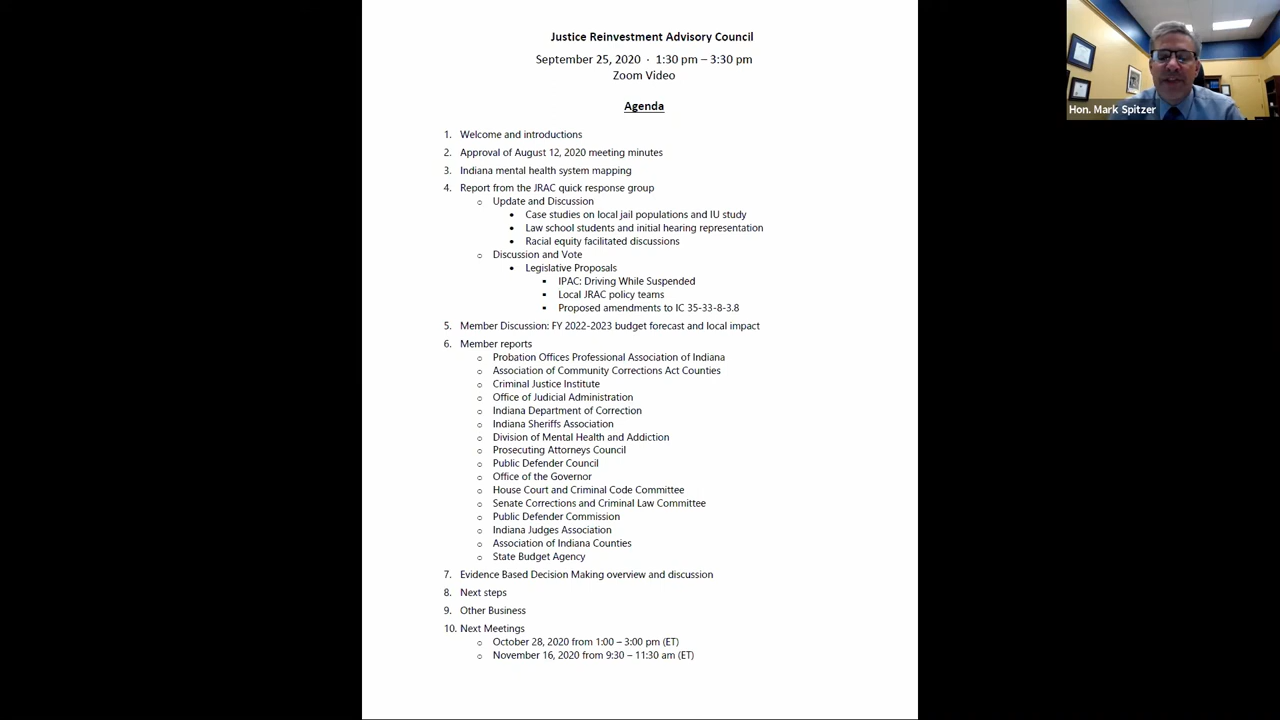 Justice Reinvestment Advisory Council
September 25, 2020 · 1:30 pm – 3:30 pm
Zoom Video
Agenda
1. Welcome and introductions
2. Approval of August 12, 2020 meeting minutes
3. Indiana mental health system mapping
4. Report from the JRAC quick response group
o Update and Discussion
• Case studies on local jail populations and IU study
• Law school students and initial hearing representation
• Racial equity facilitated discussions
o Discussion and Vote
• Legislative Proposals
▪ IPAC: Driving While Suspended
▪ Local JRAC policy teams
▪ Proposed amendments to IC 35-33-8-3.8
5. Member Discussion: FY 2022-2023 budget forecast and local impact
6. Member reports
o Probation Offices Professional Association of Indiana
o Association of Community Corrections Act Counties
o Criminal Justice Institute
o Office of Judicial Administration
o Indiana Department of Correction
o Indiana Sheriffs Association
o Division of Mental Health and Addiction
o Prosecuting Attorneys Council
o Public Defender Council
o Office of the Governor
o House Court and Criminal Code Committee
o Senate Corrections and Criminal Law Committee
o Public Defender Commission
o Indiana Judges Association
o Association of Indiana Counties
o State Budget Agency
7. Evidence Based Decision Making overview and discussion
8. Next steps
9. Other Business
10. Next Meetings
o October 28, 2020 from 1:00 – 3:00 pm (ET)
o November 16, 2020 from 9:30 – 11:30 am (ET)
Hon. Mark Spitzer